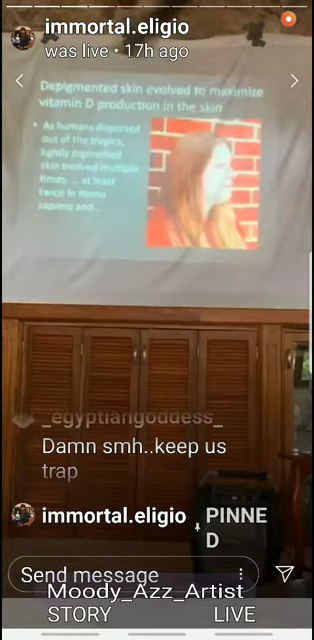 immortal.eligio
was live • 17h ago
Depigmented skin evolved to maximize
vitamin D production in the skin
• As humans dispersed
out of the tropics,
lightly pigmented
skin evolved multiple
times, ... at least
twice in Homo
sapiens and...
_egyptiangoddess_
Damn smh..keep us
trap
immortal.eligio PINNE
D
Send message
Moody_Azz_Artist
STORY LIVE